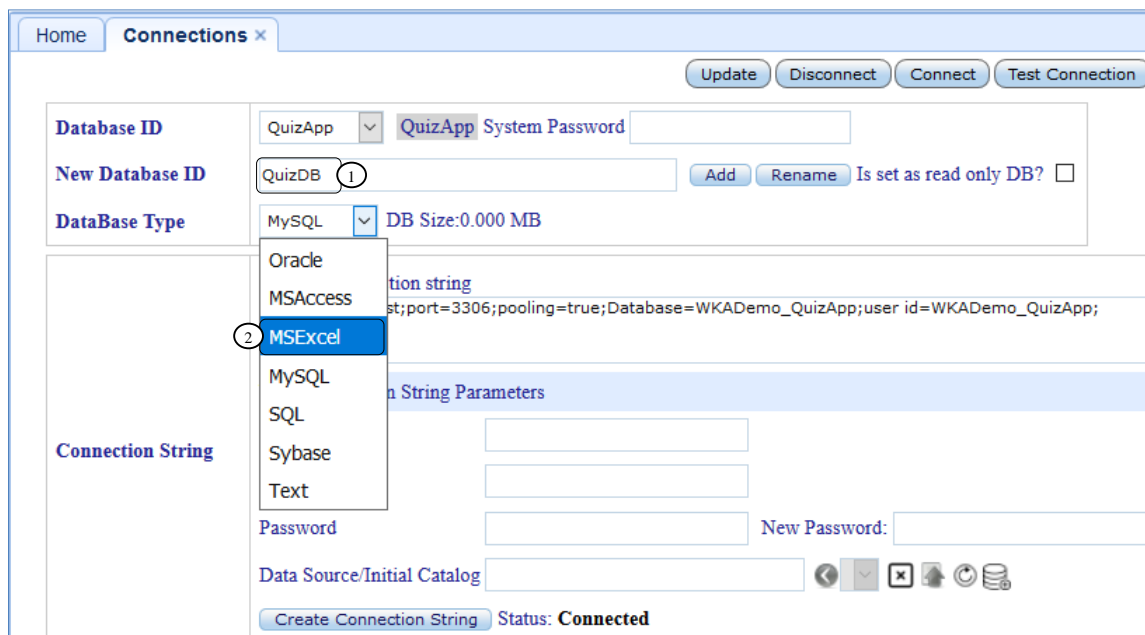 Home Connections ×
Update Disconnect Connect Test Connection
Database ID QuizApp QuizApp System Password
New Database ID QuizDB 1 Add Rename Is set as read only DB?
DataBase Type MySQL DB Size:0.000 MB
Oracle
MSAccess
2 MSExcel
MySQL
SQL
Sybase
Text
tion string
st;port=3306;pooling=true;Database=WKADemo_QuizApp;user id=WKADemo_QuizApp;
n String Parameters
Connection String
Password New Password:
Data Source/Initial Catalog
Create Connection String Status: Connected